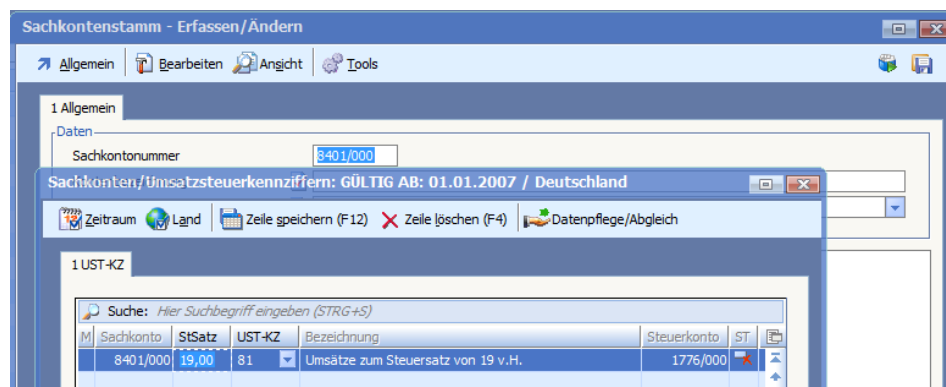 Sachkontenstamm - Erfassen/Ändern
Allgemein Bearbeiten Ansicht Tools
1 Allgemein
Daten
Sachkontonummer 8401/000
Sachkonten/Umsatzsteuerkennziffern: GÜLTIG AB: 01.01.2007 / Deutschland
Zeitraum Land Zeile speichern (F12) Zeile löschen (F4) Datenpflege/Abgleich
1 UST-KZ
Suche: Hier Suchbegriff eingeben (STRG+S)
M Sachkonto StSatz UST-KZ Bezeichnung Steuerkonto ST
8401/000 19,00 81 Umsätze zum Steuersatz von 19 v.H. 1776/000